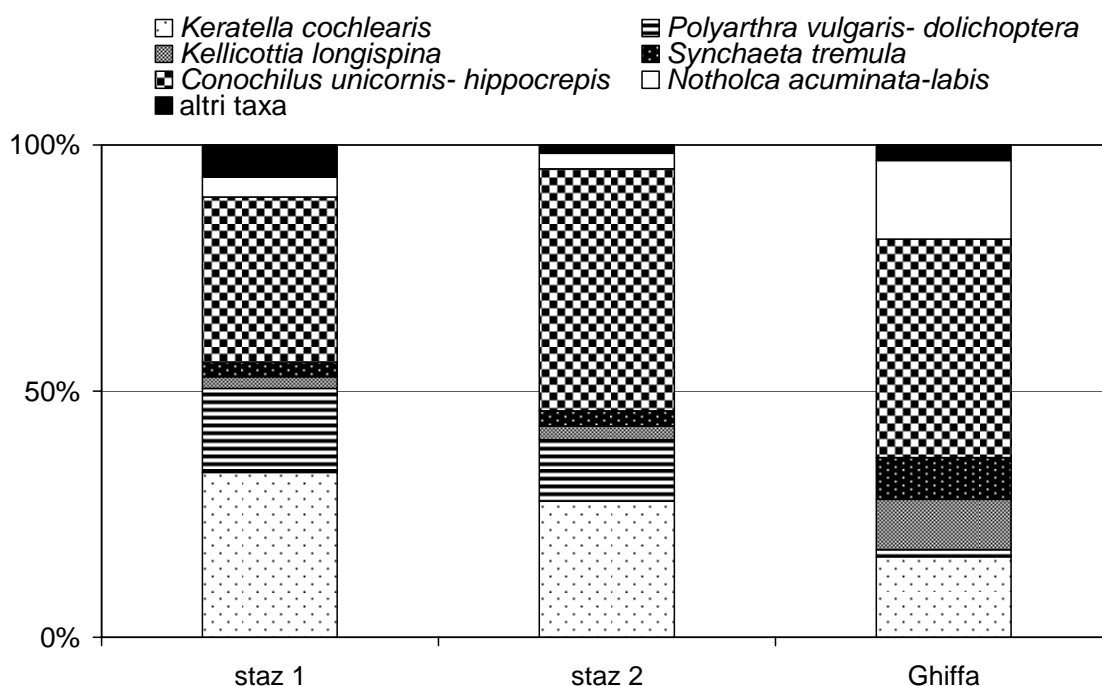 Keratella cochlearis Polyarthra vulgaris- dolichoptera
Kellicottia longispina Synchaeta tremula
Conochilus unicornis- hippocrepis Notholca acuminata-labis
altri taxa
100%
50%
0%
staz 1 staz 2 Ghiffa